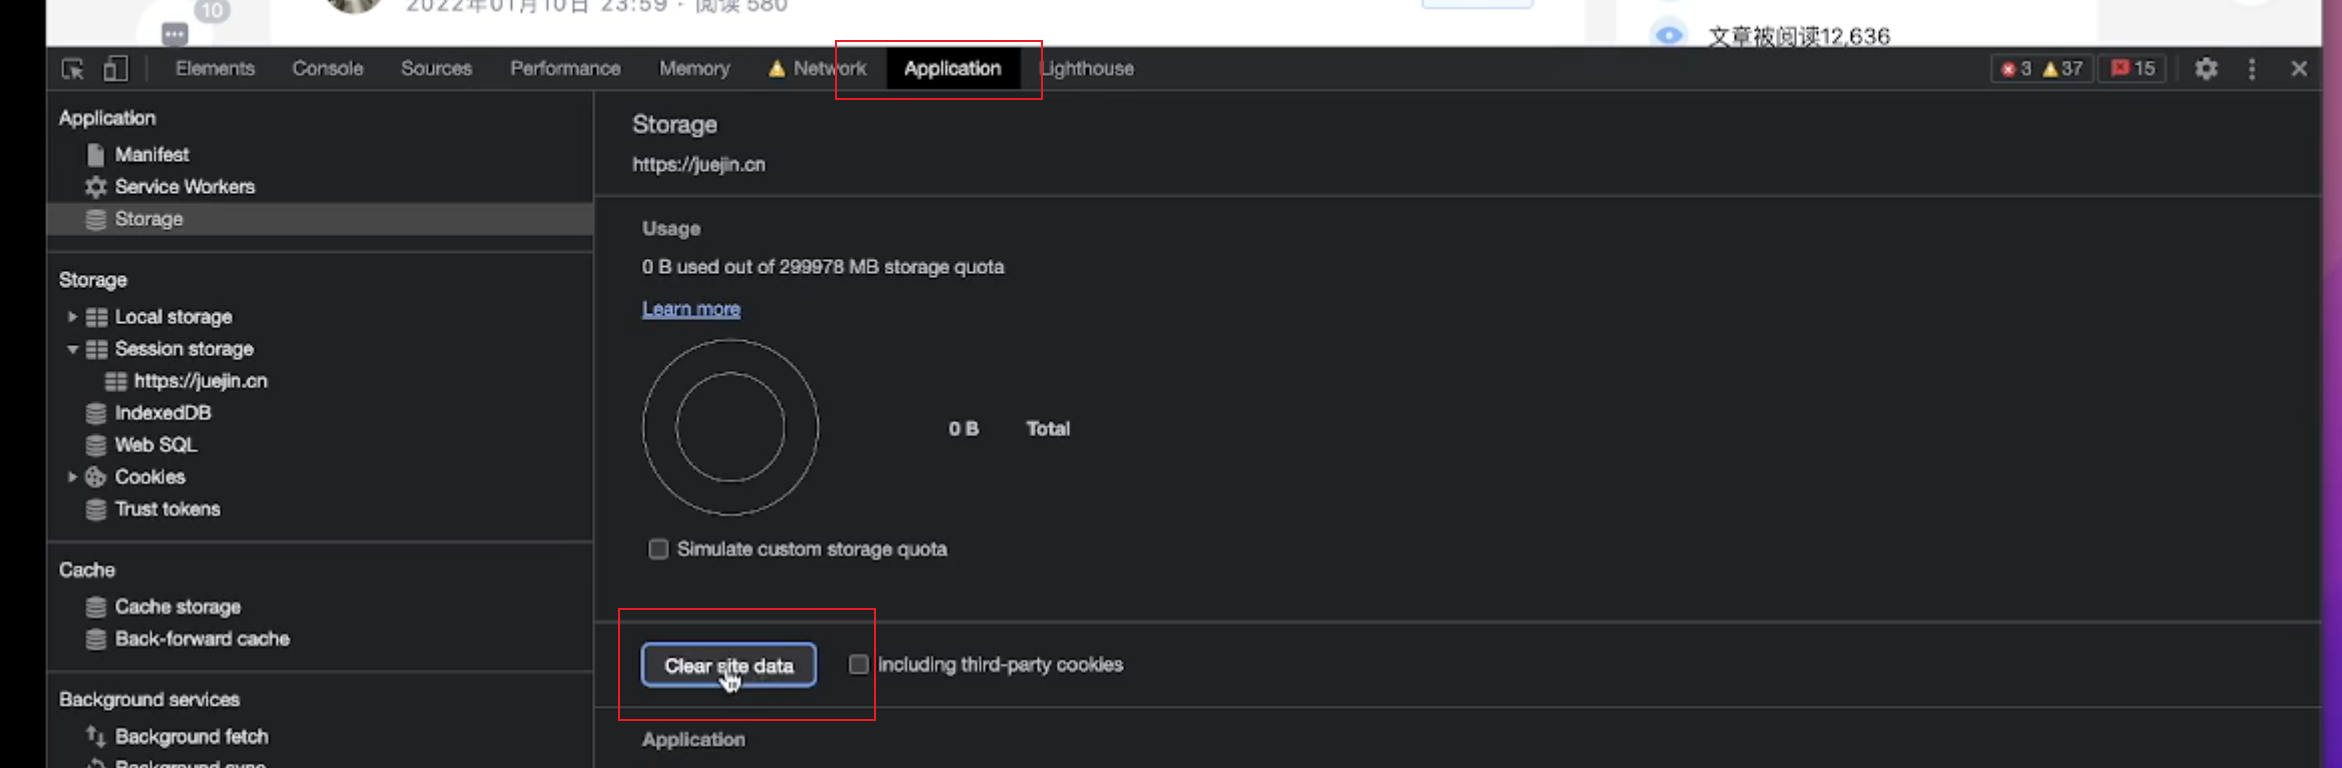 10
2022年01月10日 23:59 · 阅读 580
文章被阅读12,636
Elements Console Sources Performance Memory Network Application Lighthouse 3 37 15
Application
Manifest
Service Workers
Storage
Storage
Local storage
Session storage
https://juejin.cn
IndexedDB
Web SQL
Cookies
Trust tokens
Cache
Cache storage
Back-forward cache
Background services
Background fetch
Background sync
Storage
https://juejin.cn
Usage
0 B used out of 299978 MB storage quota
Learn more
0 B Total
Simulate custom storage quota
Clear site data including third-party cookies
Application